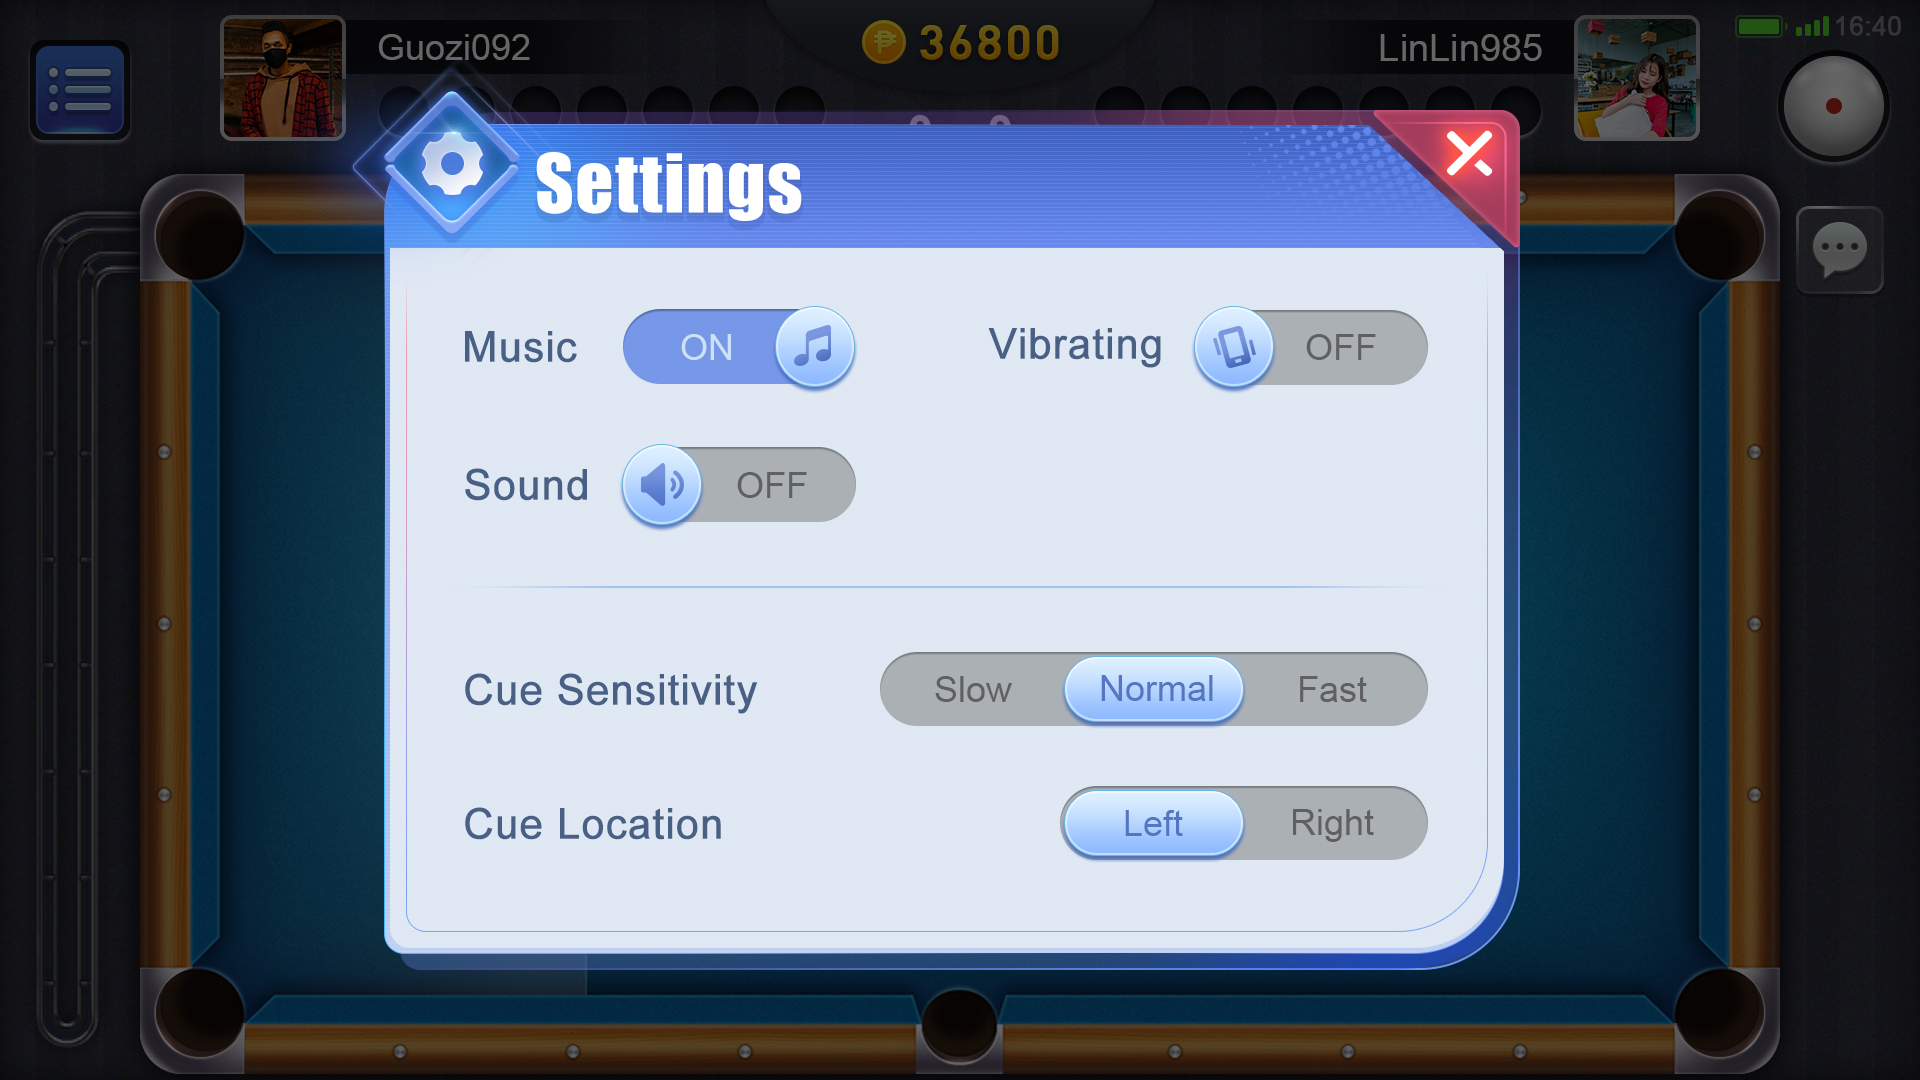 Guozi092
36800
LinLin985
16:40
Settings
Music
ON
Vibrating
OFF
Sound
OFF
Cue Sensitivity
Slow
Normal
Fast
Cue Location
Left
Right